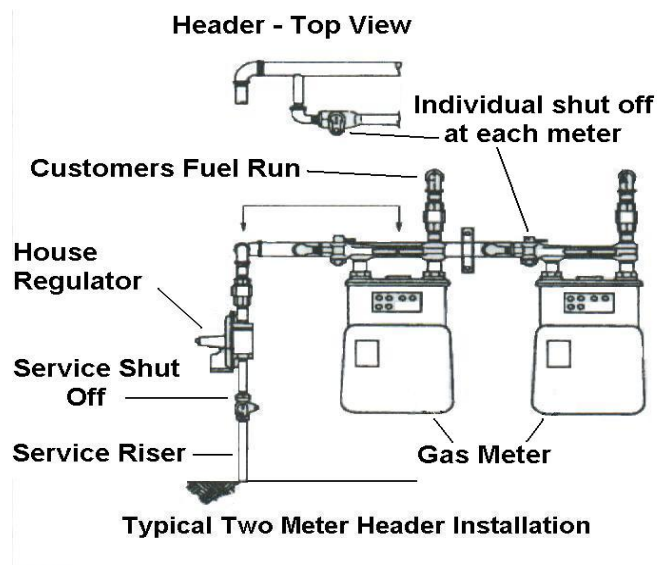 Header - Top View
Individual shut off
at each meter
Customers Fuel Run
House
Regulator
Service Shut
Off
Service Riser
Gas Meter
Typical Two Meter Header Installation